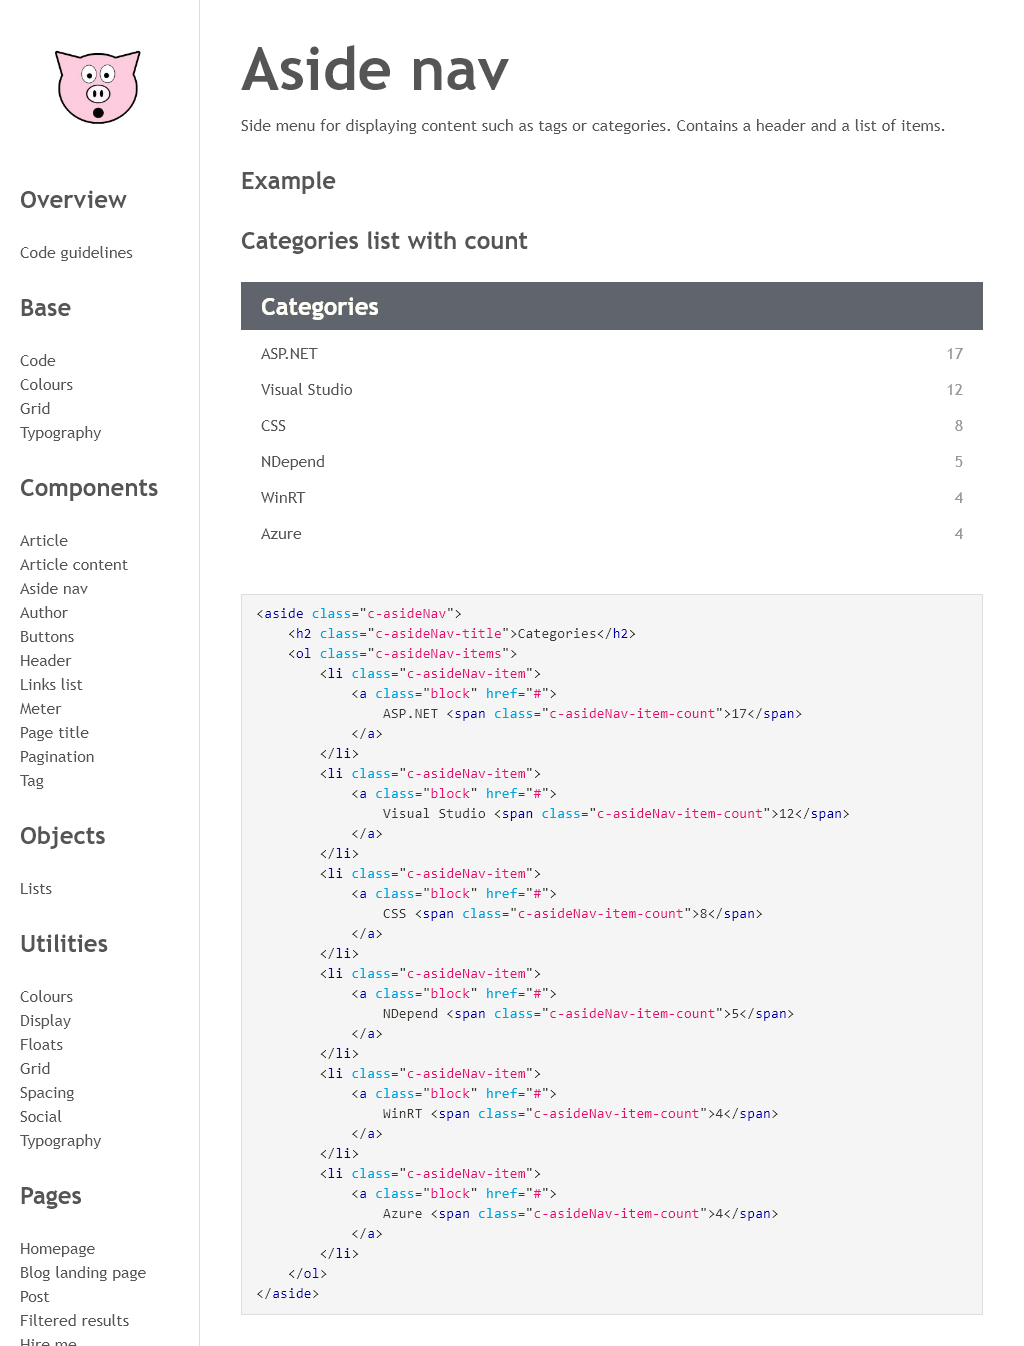 Overview
Code guidelines
Base
Code
Colours
Grid
Typography
Components
Article
Article content
Aside nav
Author
Buttons
Header
Links list
Meter
Page title
Pagination
Tag
Objects
Lists
Utilities
Colours
Display
Floats
Grid
Spacing
Social
Typography
Pages
Homepage
Blog landing page
Post
Filtered results
Hire me
Aside nav
Side menu for displaying content such as tags or categories. Contains a header and a list of items.
Example
Categories list with count
Categories
ASP.NET 17
Visual Studio 12
CSS 8
NDepend 5
WinRT 4
Azure 4
<aside class="c-asideNav">
    <h2 class="c-asideNav-title">Categories</h2>
    <ol class="c-asideNav-items">
        <li class="c-asideNav-item">
            <a class="block" href="#">
                ASP.NET <span class="c-asideNav-item-count">17</span>
            </a>
        </li>
        <li class="c-asideNav-item">
            <a class="block" href="#">
                Visual Studio <span class="c-asideNav-item-count">12</span>
            </a>
        </li>
        <li class="c-asideNav-item">
            <a class="block" href="#">
                CSS <span class="c-asideNav-item-count">8</span>
            </a>
        </li>
        <li class="c-asideNav-item">
            <a class="block" href="#">
                NDepend <span class="c-asideNav-item-count">5</span>
            </a>
        </li>
        <li class="c-asideNav-item">
            <a class="block" href="#">
                WinRT <span class="c-asideNav-item-count">4</span>
            </a>
        </li>
        <li class="c-asideNav-item">
            <a class="block" href="#">
                Azure <span class="c-asideNav-item-count">4</span>
            </a>
        </li>
    </ol>
</aside>